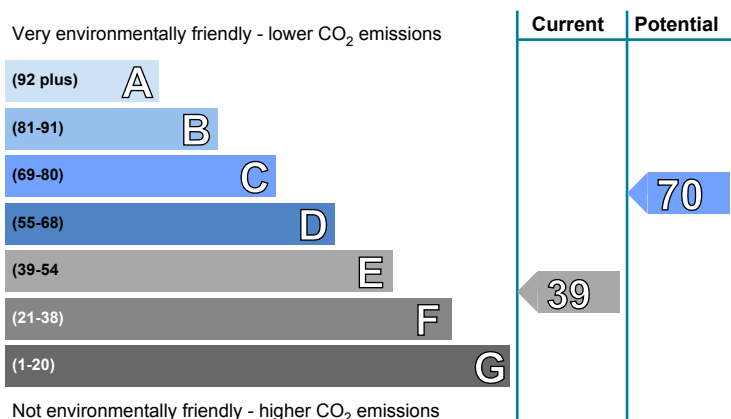 Current Potential
Very environmentally friendly - lower CO2 emissions
(92 plus) A
(81-91) B
(69-80) C
70
(55-68) D
(39-54 E
39
(21-38) F
(1-20) G
Not environmentally friendly - higher CO2 emissions